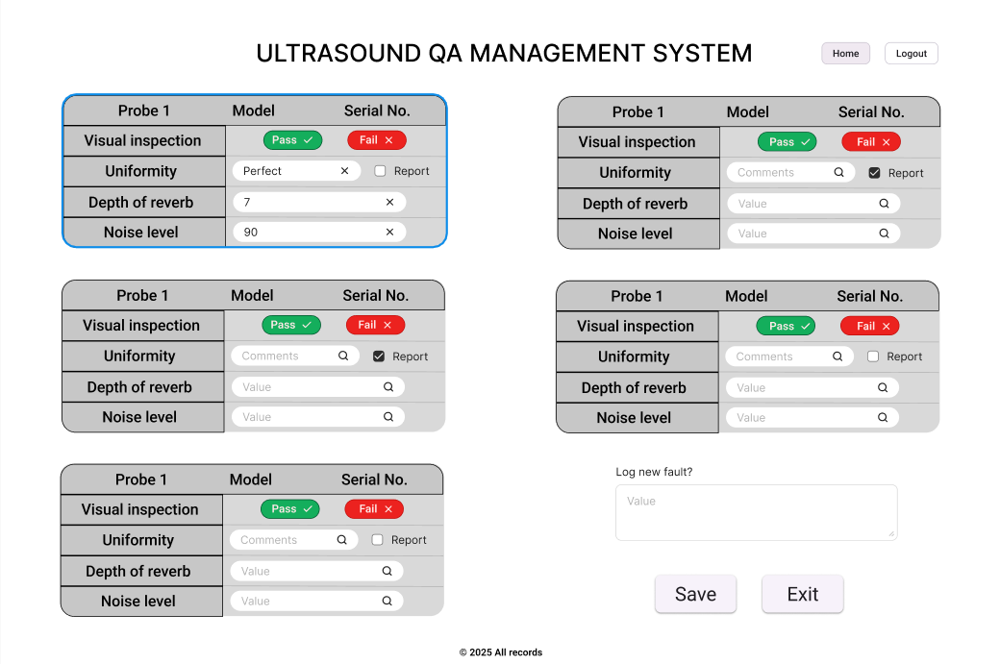 ULTRASOUND QA MANAGEMENT SYSTEM
Home Logout
Probe 1 Model Serial No.
Visual inspection Pass Fail
Uniformity Perfect Report
Depth of reverb 7
Noise level 90
Probe 1 Model Serial No.
Visual inspection Pass Fail
Uniformity Comments Report
Depth of reverb Value
Noise level Value
Probe 1 Model Serial No.
Visual inspection Pass Fail
Uniformity Comments Report
Depth of reverb Value
Noise level Value
Probe 1 Model Serial No.
Visual inspection Pass Fail
Uniformity Comments Report
Depth of reverb Value
Noise level Value
Probe 1 Model Serial No.
Visual inspection Pass Fail
Uniformity Comments Report
Depth of reverb Value
Noise level Value
Log new fault?
Value
Save Exit
© 2025 All records